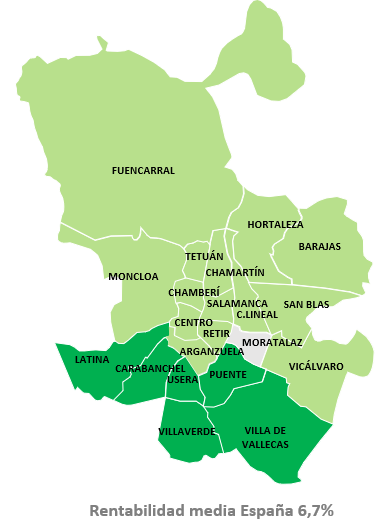 FUENCARRAL
HORTALEZA
BARAJAS
TETUÁN
CHAMARTÍN
MONCLOA
CHAMBERÍ
SALAMANCA
SAN BLAS
C.LINEAL
CENTRO
RETIR
MORATALAZ
ARGANZUELA
LATINA
CARABANCHEL
PUENTE
VICÁLVARO
USERA
VILLAVERDE
VILLA DE
VALLECAS
Rentabilidad media España 6,7%